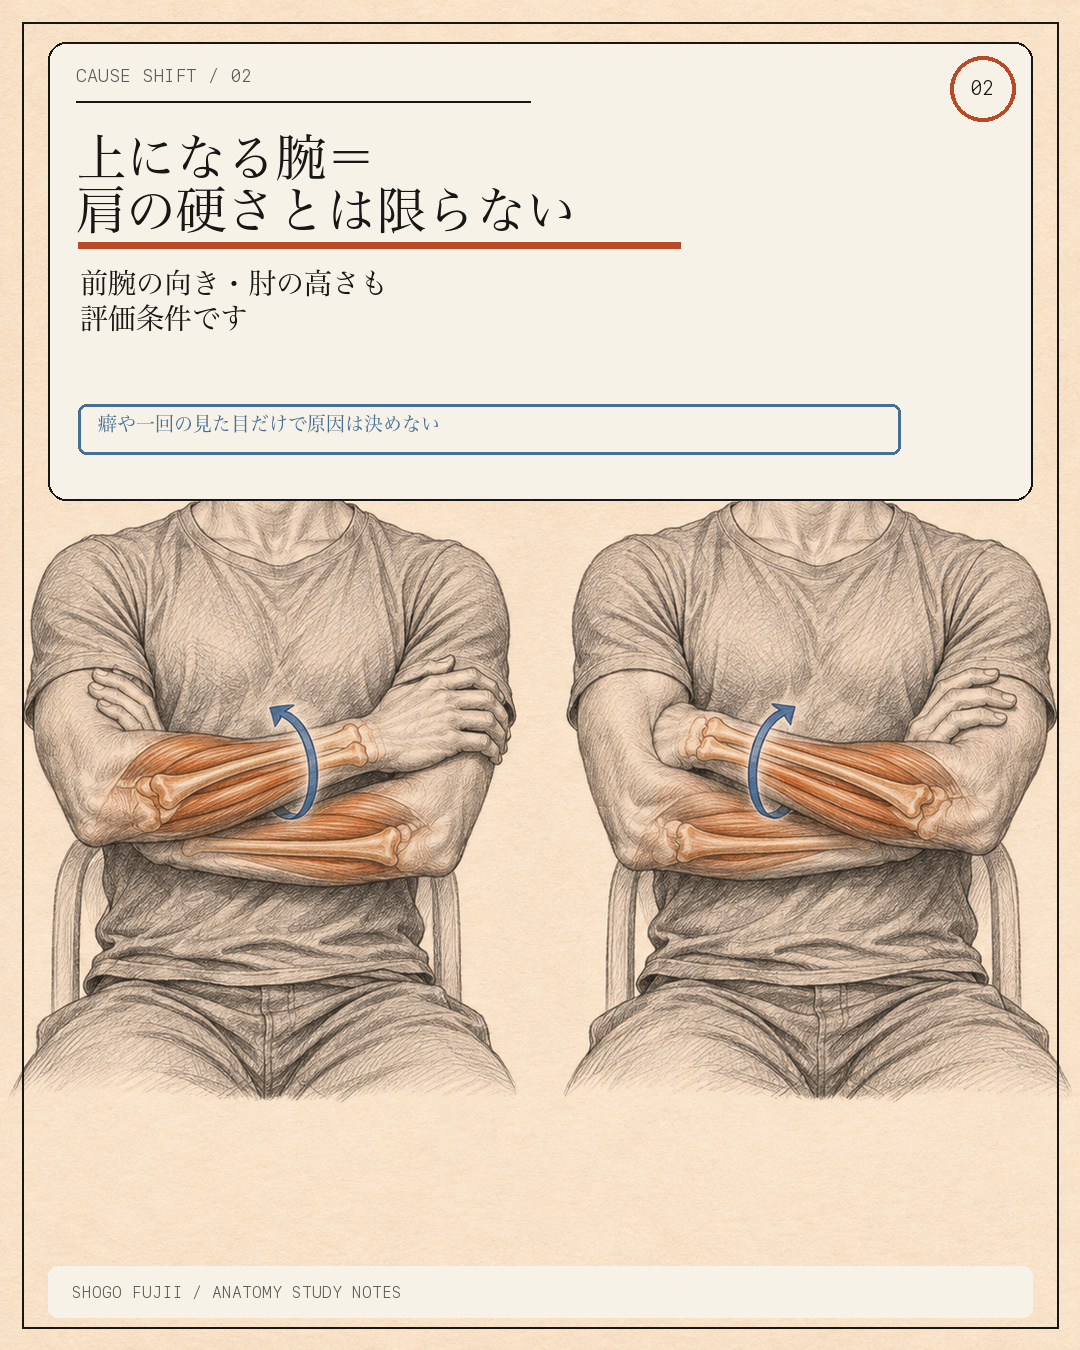 CAUSE SHIFT / 02
02
上になる腕＝
肩の硬さとは限らない
前腕の向き・肘の高さも
評価条件です
癖や一回の見た目だけで原因は決めない
SHOGO FUJII / ANATOMY STUDY NOTES